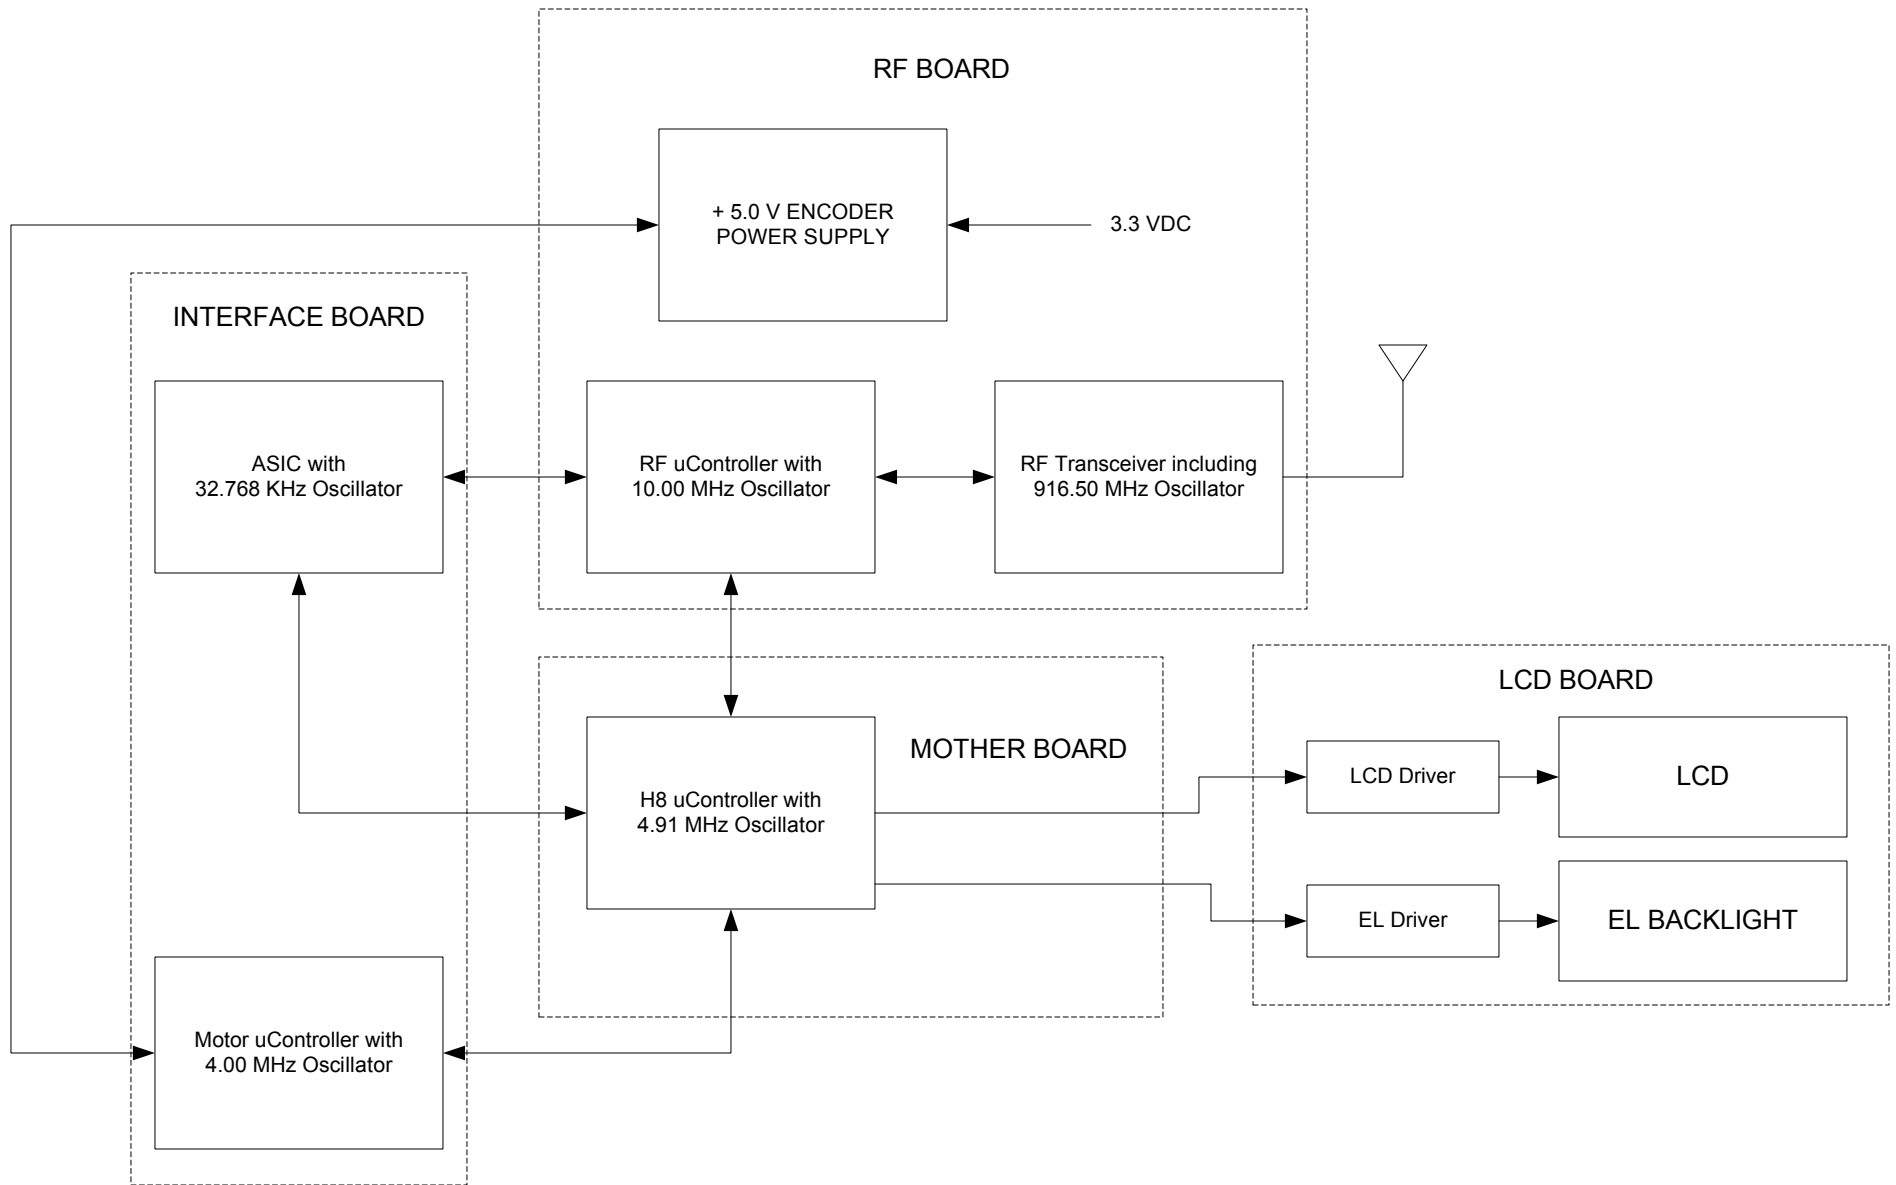 RF BOARD
+ 5.0 V ENCODER
POWER SUPPLY
3.3 VDC
INTERFACE BOARD
ASIC with
32.768 KHz Oscillator
RF uController with
10.00 MHz Oscillator
RF Transceiver including
916.50 MHz Oscillator
MOTHER BOARD
H8 uController with
4.91 MHz Oscillator
LCD BOARD
LCD Driver
LCD
EL Driver
EL BACKLIGHT
Motor uController with
4.00 MHz Oscillator